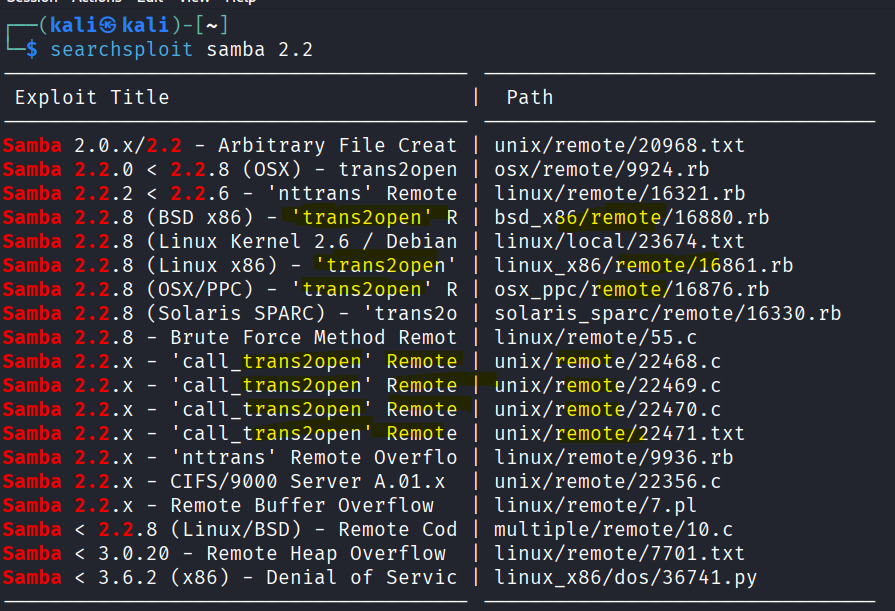 Session Actions Edit View Help
┌──(kali㉿kali)-[~]
└─$ searchsploit samba 2.2
Exploit Title | Path
Samba 2.0.x/2.2 - Arbitrary File Creat | unix/remote/20968.txt
Samba 2.2.0 < 2.2.8 (OSX) - trans2open | osx/remote/9924.rb
Samba 2.2.2 < 2.2.6 - 'nttrans' Remote | linux/remote/16321.rb
Samba 2.2.8 (BSD x86) - 'trans2open' R | bsd_x86/remote/16880.rb
Samba 2.2.8 (Linux Kernel 2.6 / Debian | linux/local/23674.txt
Samba 2.2.8 (Linux x86) - 'trans2open' | linux_x86/remote/16861.rb
Samba 2.2.8 (OSX/PPC) - 'trans2open' R | osx_ppc/remote/16876.rb
Samba 2.2.8 (Solaris SPARC) - 'trans2o | solaris_sparc/remote/16330.rb
Samba 2.2.8 - Brute Force Method Remot | linux/remote/55.c
Samba 2.2.x - 'call_trans2open' Remote | unix/remote/22468.c
Samba 2.2.x - 'call_trans2open' Remote | unix/remote/22469.c
Samba 2.2.x - 'call_trans2open' Remote | unix/remote/22470.c
Samba 2.2.x - 'call_trans2open' Remote | unix/remote/22471.txt
Samba 2.2.x - 'nttrans' Remote Overflo | linux/remote/9936.rb
Samba 2.2.x - CIFS/9000 Server A.01.x | unix/remote/22356.c
Samba 2.2.x - Remote Buffer Overflow | linux/remote/7.pl
Samba < 2.2.8 (Linux/BSD) - Remote Cod | multiple/remote/10.c
Samba < 3.0.20 - Remote Heap Overflow | linux/remote/7701.txt
Samba < 3.6.2 (x86) - Denial of Servic | linux_x86/dos/36741.py